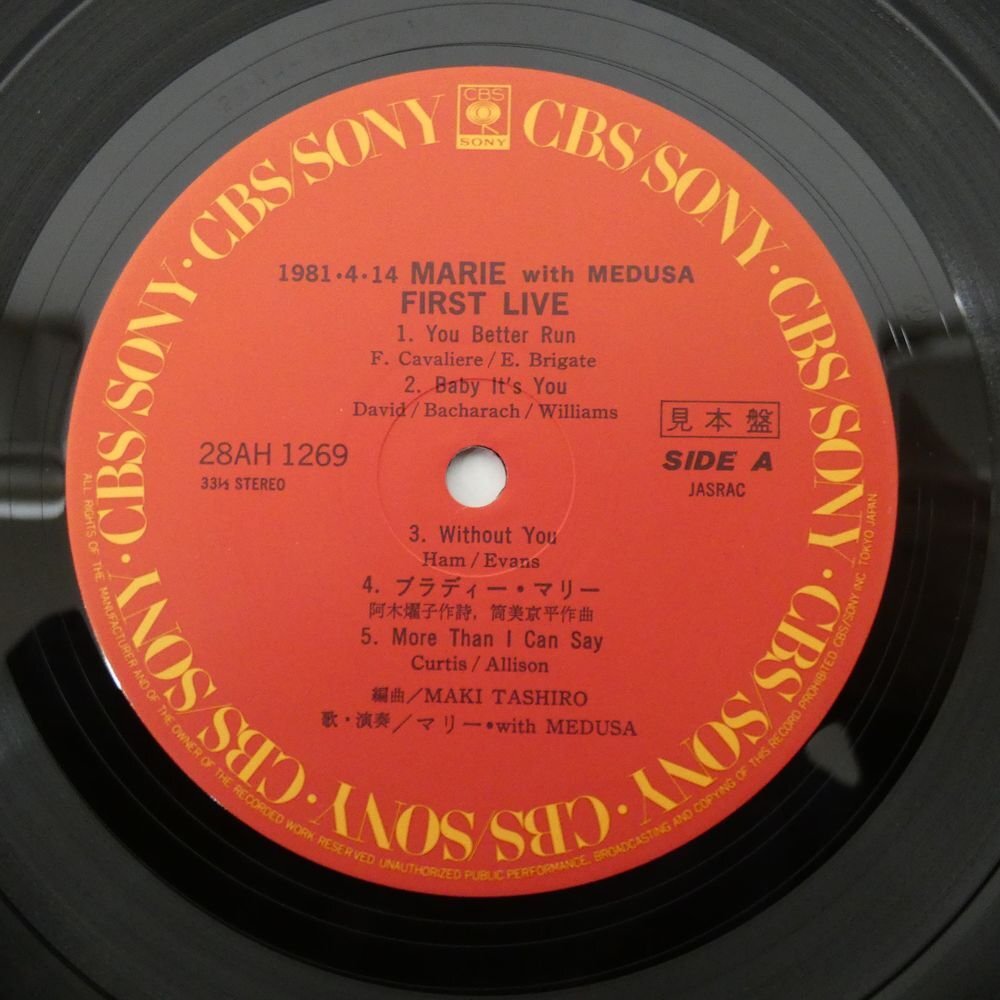 CBS/SONY · CBS/SONY · CBS/SONY · CBS/SONY · CBS/SONY · CBS/SONY · CBS/SONY · CBS/SONY · CBS/SONY
CBS
SONY
1981·4·14 MARIE with MEDUSA
FIRST LIVE
1. You Better Run
F. Cavaliere/E. Brigate
2. Baby It's You
David/Bacharach/Williams
見本盤
28AH 1269
SIDE A
33⅓ STEREO
JASRAC
3. Without You
Ham/Evans
4. ブラディー・マリー
阿木燿子作詩, 筒美京平作曲
5. More Than I Can Say
Curtis/Allison
編曲/MAKI TASHIRO
歌・演奏/マリー・with MEDUSA
ALL RIGHTS OF THE MANUFACTURER AND OF THE OWNER OF THE RECORDED WORK RESERVED UNAUTHORIZED PUBLIC PERFORMANCE, BROADCASTING AND COPYING OF THIS RECORD PROHIBITED CBS/SONY INC. TOKYO JAPAN.